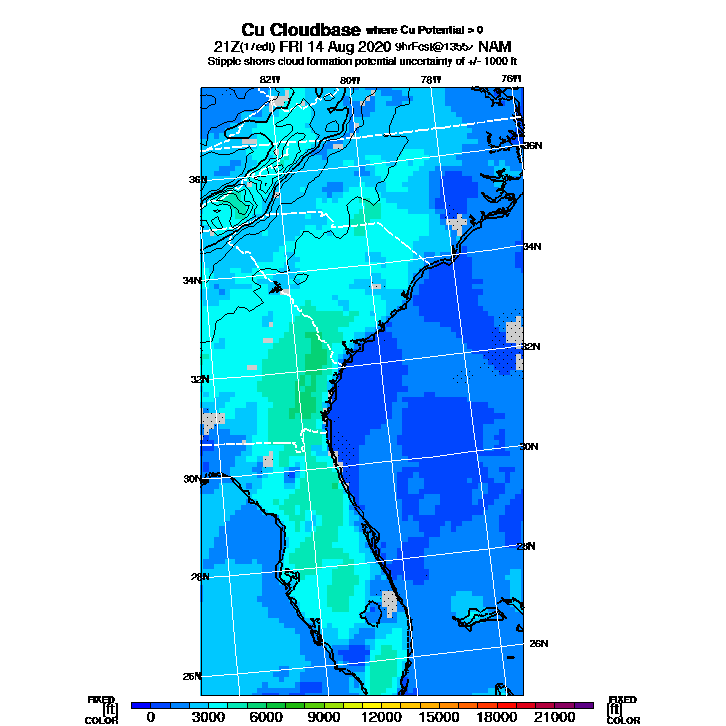 Cu Cloudbase where Cu Potential > 0
21Z(17edt) FRI 14 Aug 2020 9hrFcst@1355z NAM
Stipple shows cloud formation potential uncertainty of +/- 1000 ft
82W 80W 78W 76W
36N 36N
34N 34N
32N 32N
30N 30N
28N 28N
26N 26N
FIXED FIXED
[ft] [ft]
COLOR COLOR
0 3000 6000 9000 12000 15000 18000 21000